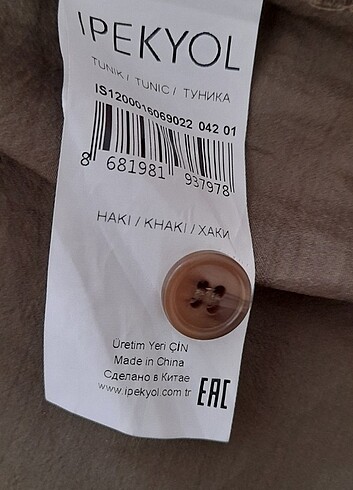 IPEKYOL
TUNIK / TUNIC / ТУНИКА
IS1200016069022 042 01
8 681981 937978
HAKI / KHAKI / ХАКИ
Üretim Yeri ÇİN
Made in China
Сделано в Китае
www.ipekyol.com.tr
EAC